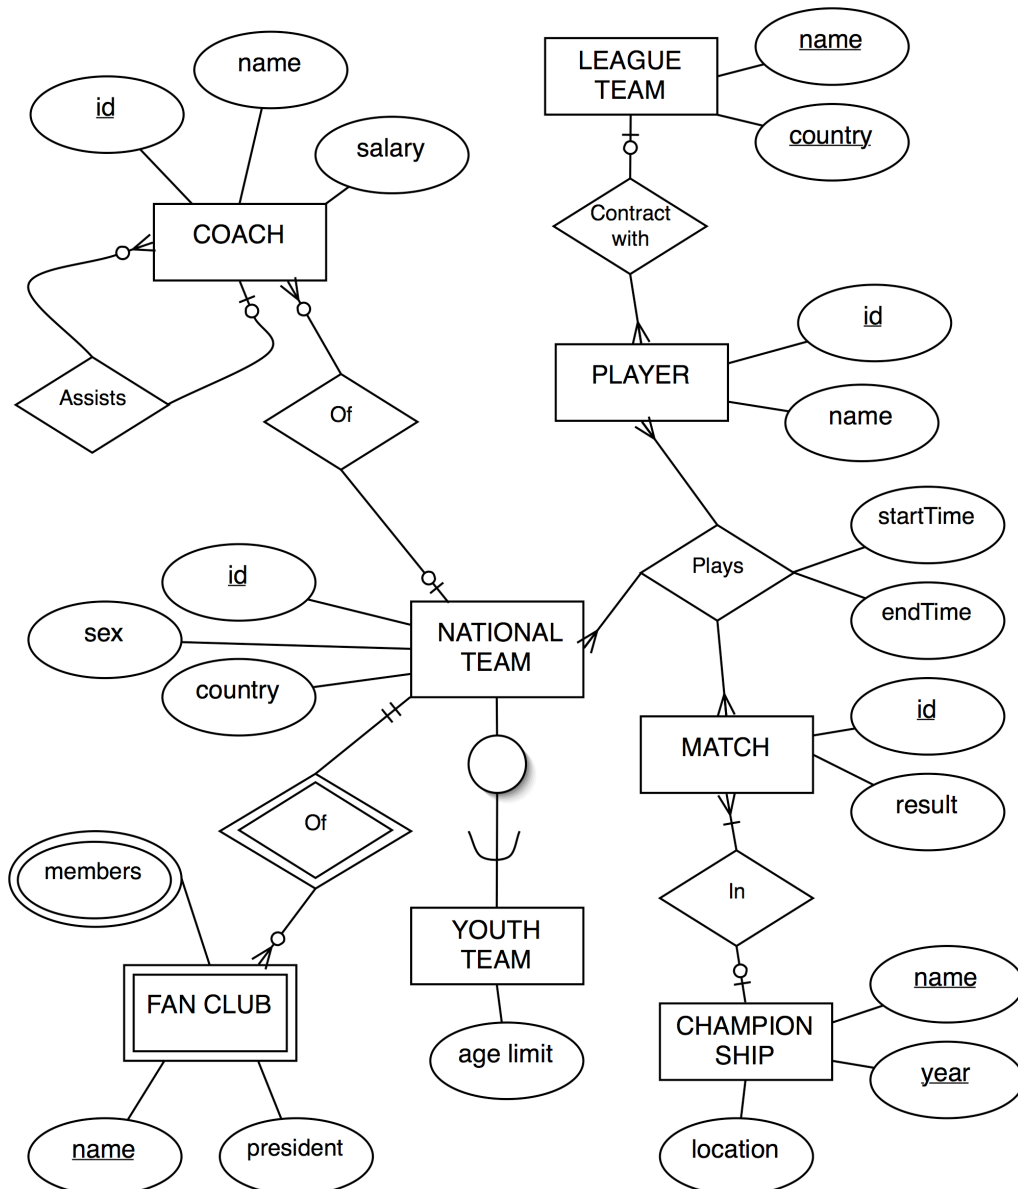 name
id
salary
COACH
Assists
Of
LEAGUE
TEAM
name
country
Contract
with
PLAYER
id
name
Plays
startTime
endTime
id
sex
country
NATIONAL
TEAM
MATCH
id
result
Of
members
FAN CLUB
name
president
YOUTH
TEAM
age limit
In
CHAMPION
SHIP
name
year
location